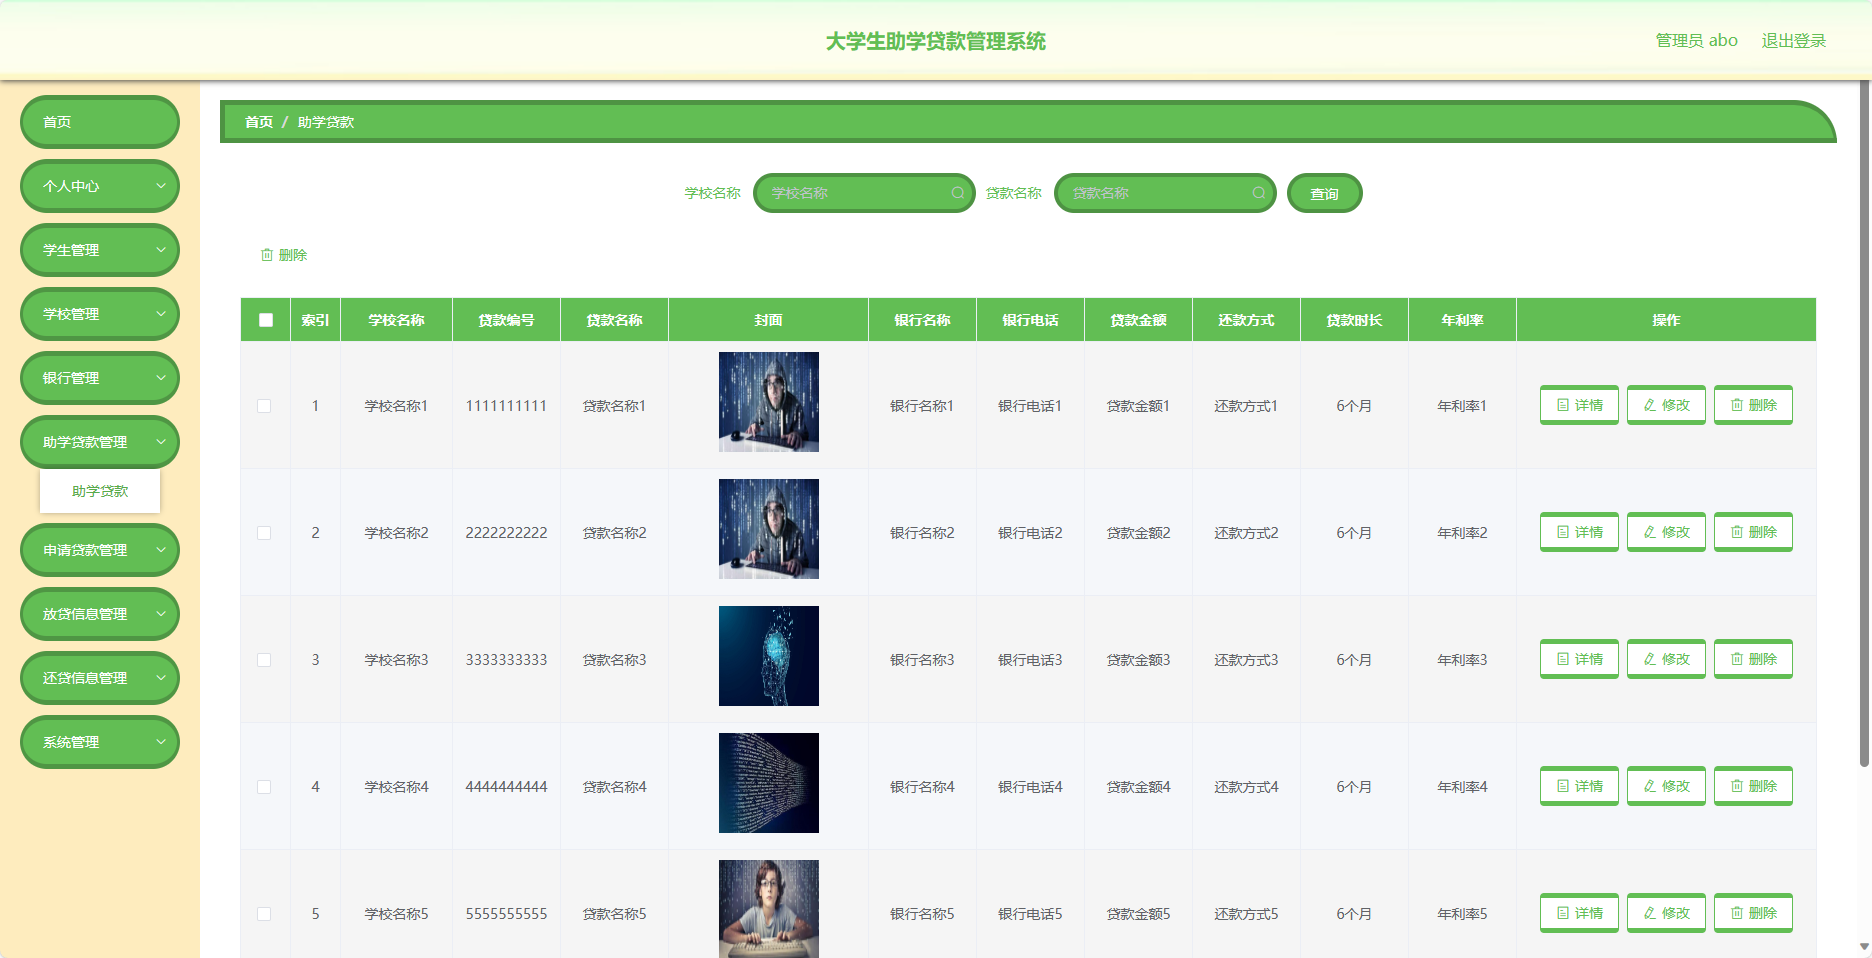 大学生助学贷款管理系统
管理员 abo 退出登录
首页
个人中心
学生管理
学校管理
银行管理
助学贷款管理
助学贷款
申请贷款管理
放贷信息管理
还贷信息管理
系统管理
首页 / 助学贷款
学校名称 学校名称 贷款名称 贷款名称 查询
删除
索引 学校名称 贷款编号 贷款名称 封面 银行名称 银行电话 贷款金额 还款方式 贷款时长 年利率 操作
1 学校名称1 1111111111 贷款名称1 银行名称1 银行电话1 贷款金额1 还款方式1 6个月 年利率1 详情 修改 删除
2 学校名称2 2222222222 贷款名称2 银行名称2 银行电话2 贷款金额2 还款方式2 6个月 年利率2 详情 修改 删除
3 学校名称3 3333333333 贷款名称3 银行名称3 银行电话3 贷款金额3 还款方式3 6个月 年利率3 详情 修改 删除
4 学校名称4 4444444444 贷款名称4 银行名称4 银行电话4 贷款金额4 还款方式4 6个月 年利率4 详情 修改 删除
5 学校名称5 5555555555 贷款名称5 银行名称5 银行电话5 贷款金额5 还款方式5 6个月 年利率5 详情 修改 删除